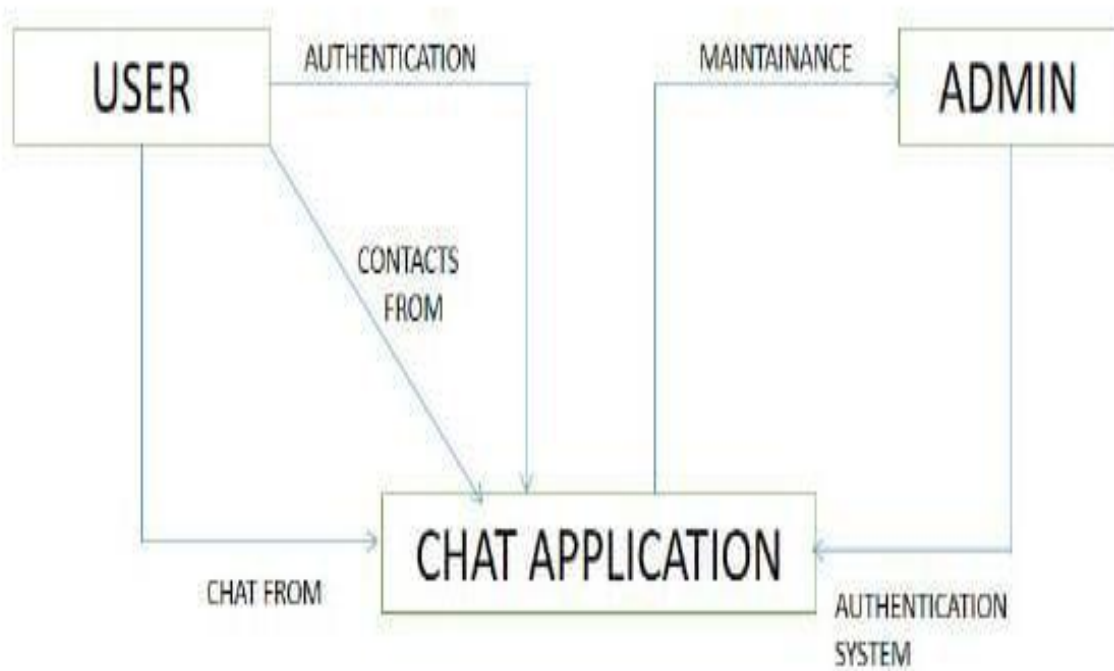 USER
AUTHENTICATION
MAINTAINANCE
ADMIN
CONTACTS
FROM
CHAT APPLICATION
CHAT FROM
AUTHENTICATION
SYSTEM